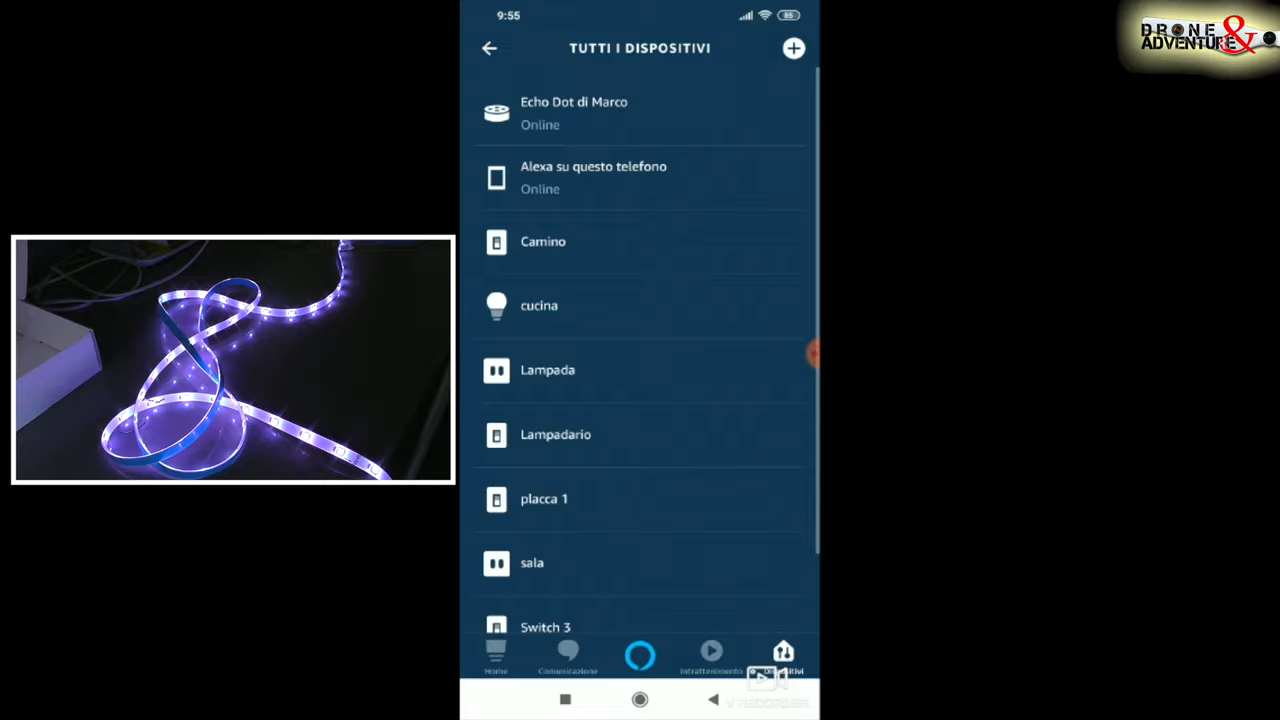 9:55
85
TUTTI I DISPOSITIVI
DRONE &
ADVENTURE
Echo Dot di Marco
Online
Alexa su questo telefono
Online
Camino
cucina
Lampada
Lampadario
placca 1
sala
Switch 3
Home
Comunicazione
Intrattenimento